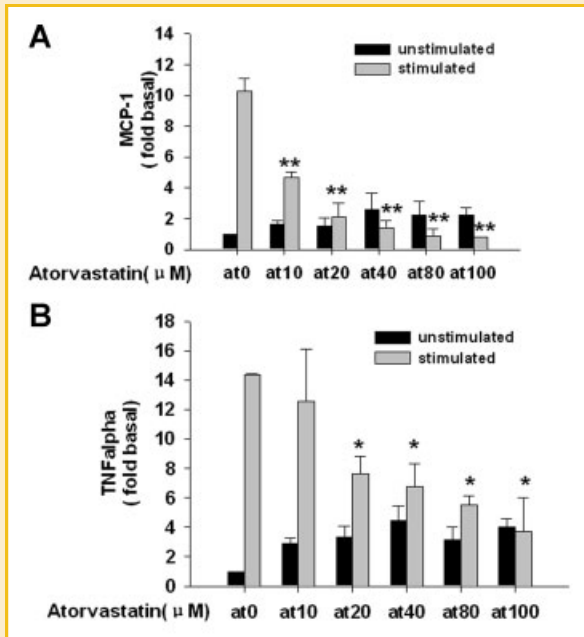 A
14
12
10
8
6
4
2
0
MCP-1
( fold basal)
unstimulated
stimulated
**
**
**
**
**
Atorvastatin( μ M) at0 at10 at20 at40 at80 at100
B
18
16
14
12
10
8
6
4
2
0
TNFalpha
( fold basal)
unstimulated
stimulated
*
*
*
*
Atorvastatin( μ M) at0 at10 at20 at40 at80 at100